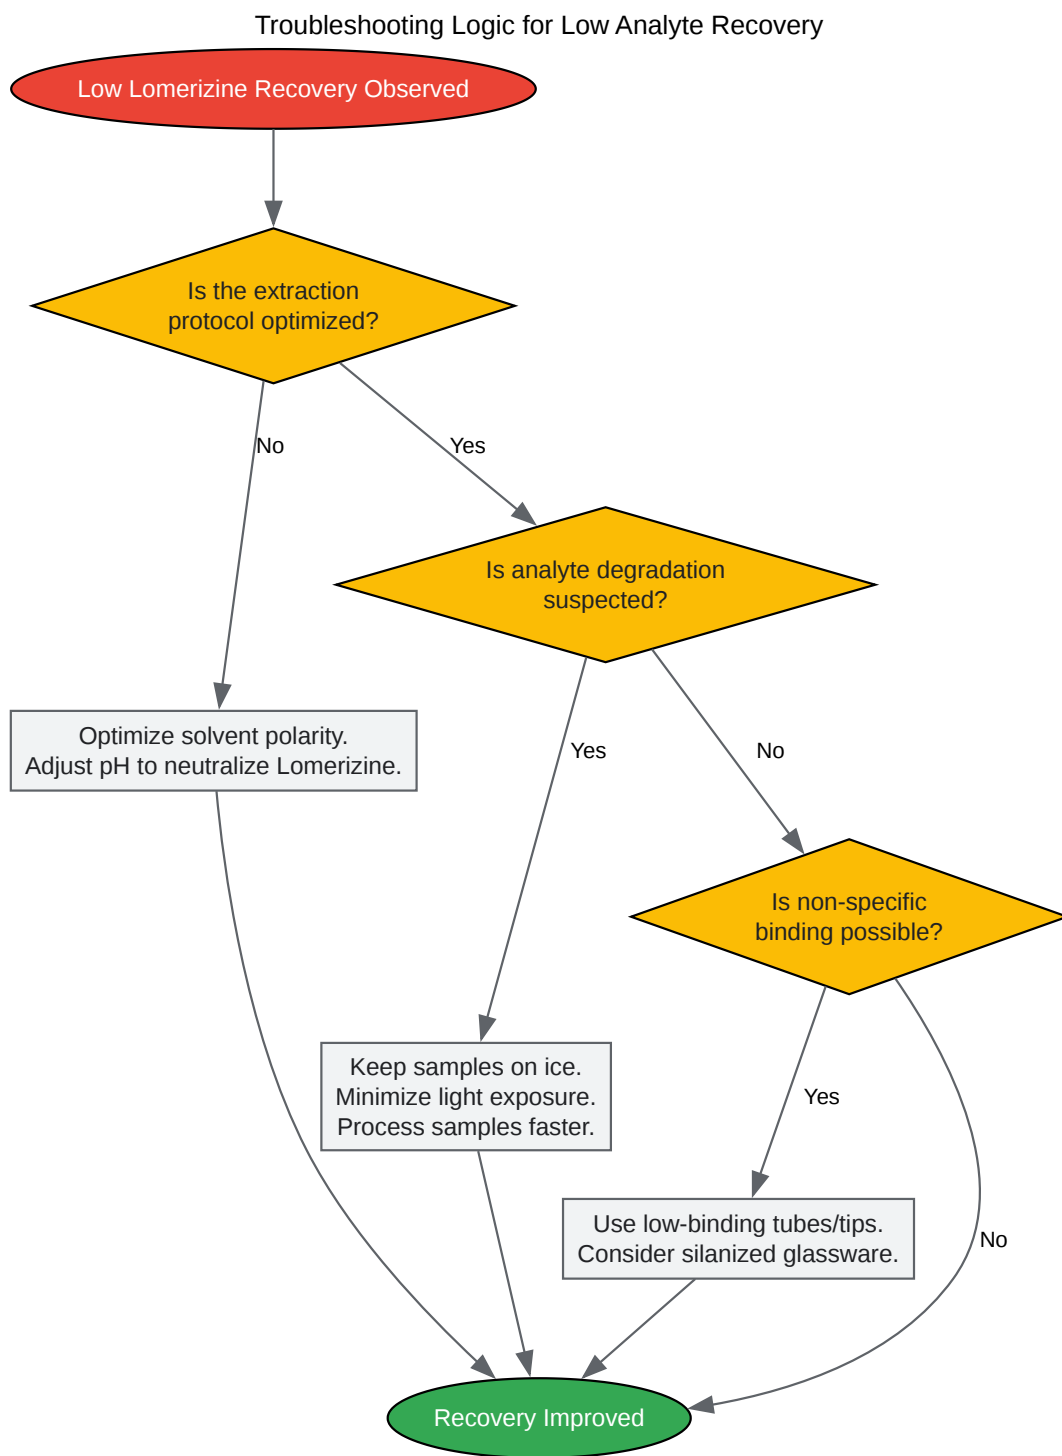 Troubleshooting Logic for Low Analyte Recovery
Low Lomerizine Recovery Observed
Is the extraction
protocol optimized?
No
Yes
Is analyte degradation
suspected?
Optimize solvent polarity.
Adjust pH to neutralize Lomerizine.
Yes
No
Is non-specific
binding possible?
Keep samples on ice.
Minimize light exposure.
Process samples faster.
Yes
Use low-binding tubes/tips.
Consider silanized glassware.
No
Recovery Improved